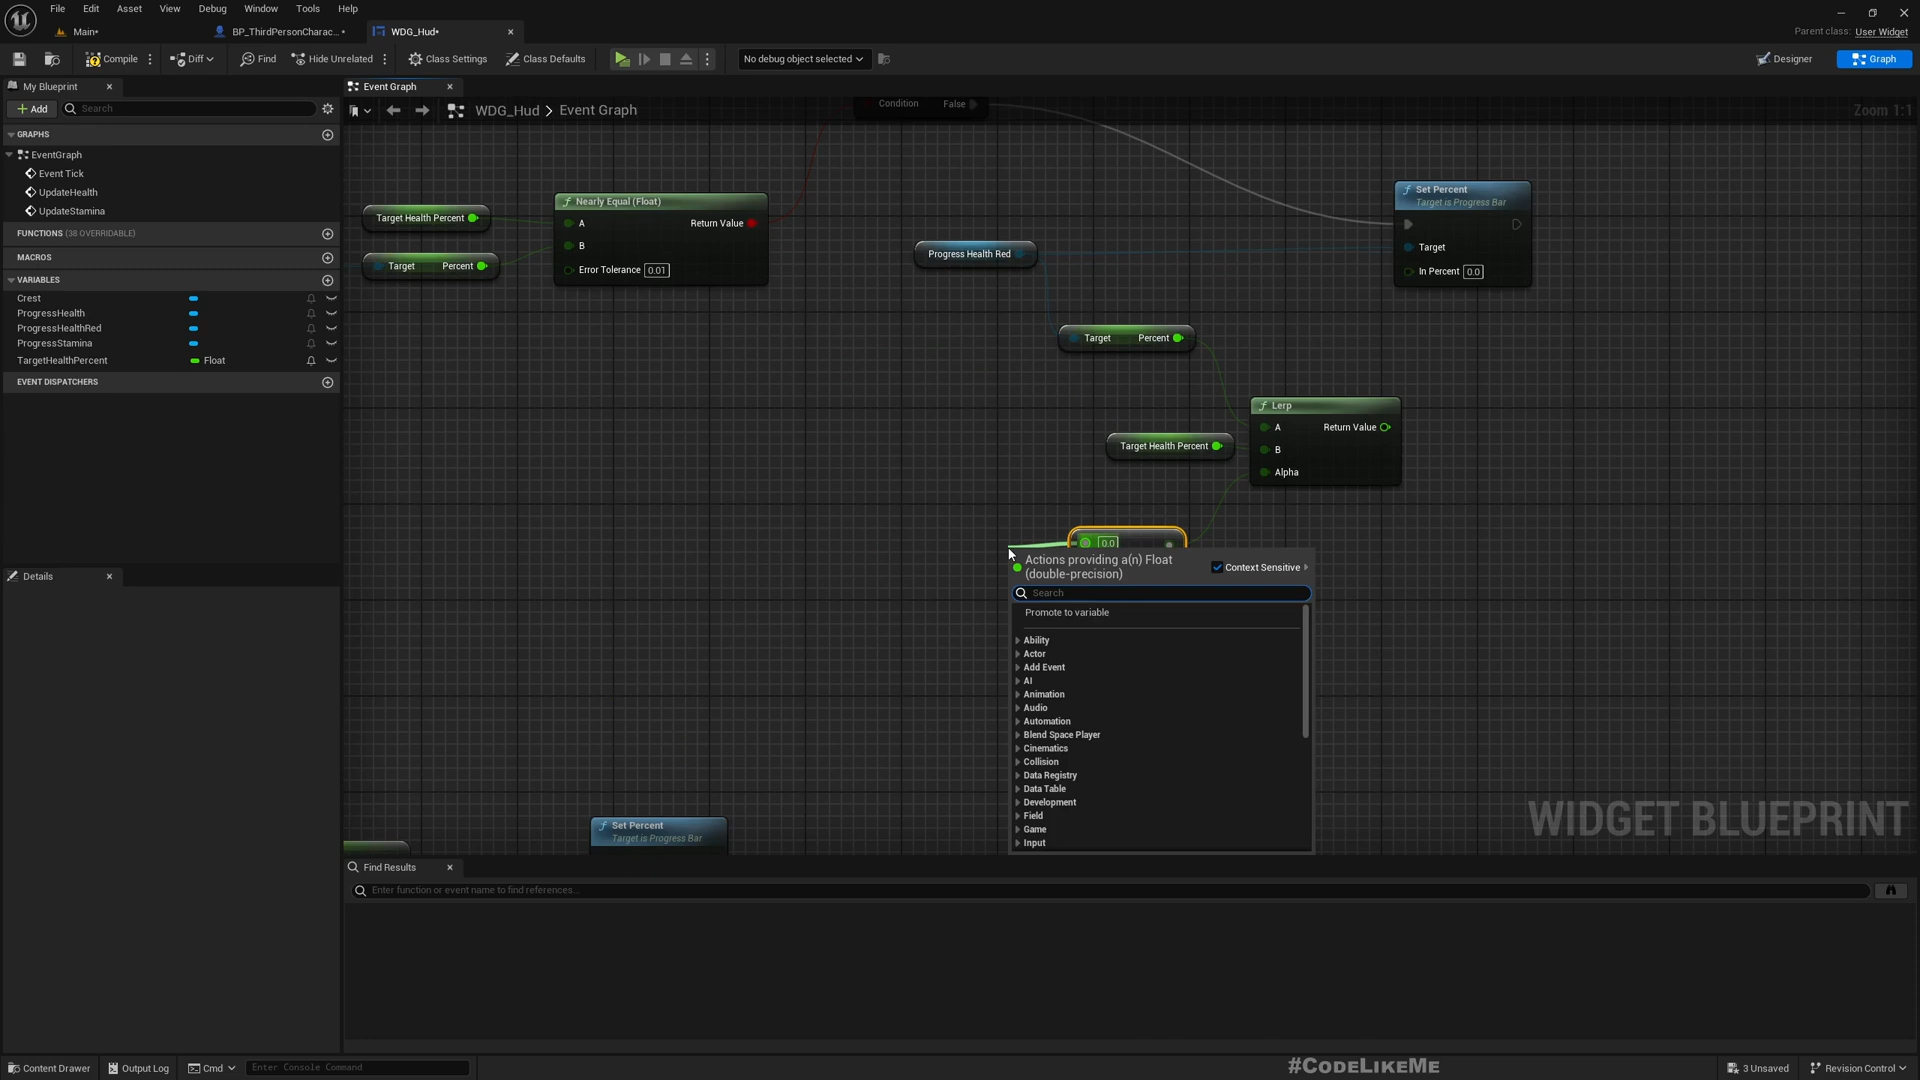 File Edit Asset View Window Tools Help
Main•
BP_ThirdPersonCharac...•
WDG_Hud•
Parent class: User Widget
Compile
Diff
Find
Hide Unrelated
Class Settings
Class Defaults
No debug object selected
Designer
Graph
My Blueprint
Event Graph
Add
Search
WDG_Hud > Event Graph
Zoom 1:1
GRAPHS
EventGraph
Event Tick
UpdateHealth
UpdateStamina
FUNCTIONS (38 OVERRIDABLE)
MACROS
VARIABLES
Crest
ProgressHealth
ProgressHealthRed
ProgressStamina
TargetHealthPercent Float
EVENT DISPATCHERS
Details
Condition False
Target Health Percent
Target Percent
Nearly Equal (Float)
A Return Value
B
Error Tolerance 0.01
Progress Health Red
Set Percent
Target is Progress Bar
Target
In Percent 0.0
Target Percent
Lerp
A Return Value
B
Alpha
Target Health Percent
0.0
Actions providing a(n) Float
(double-precision)
Context Sensitive
Search
Promote to variable
Ability
Actor
Add Event
AI
Animation
Audio
Automation
Blend Space Player
Cinematics
Collision
Data Registry
Data Table
Development
Field
Game
Input
Set Percent
Target is Progress Bar
WIDGET BLUEPRINT
Find Results
Enter function or event name to find references...
Content Drawer
Output Log
Cmd
Enter Console Command
#CODELIKEME
3 Unsaved
Revision Control